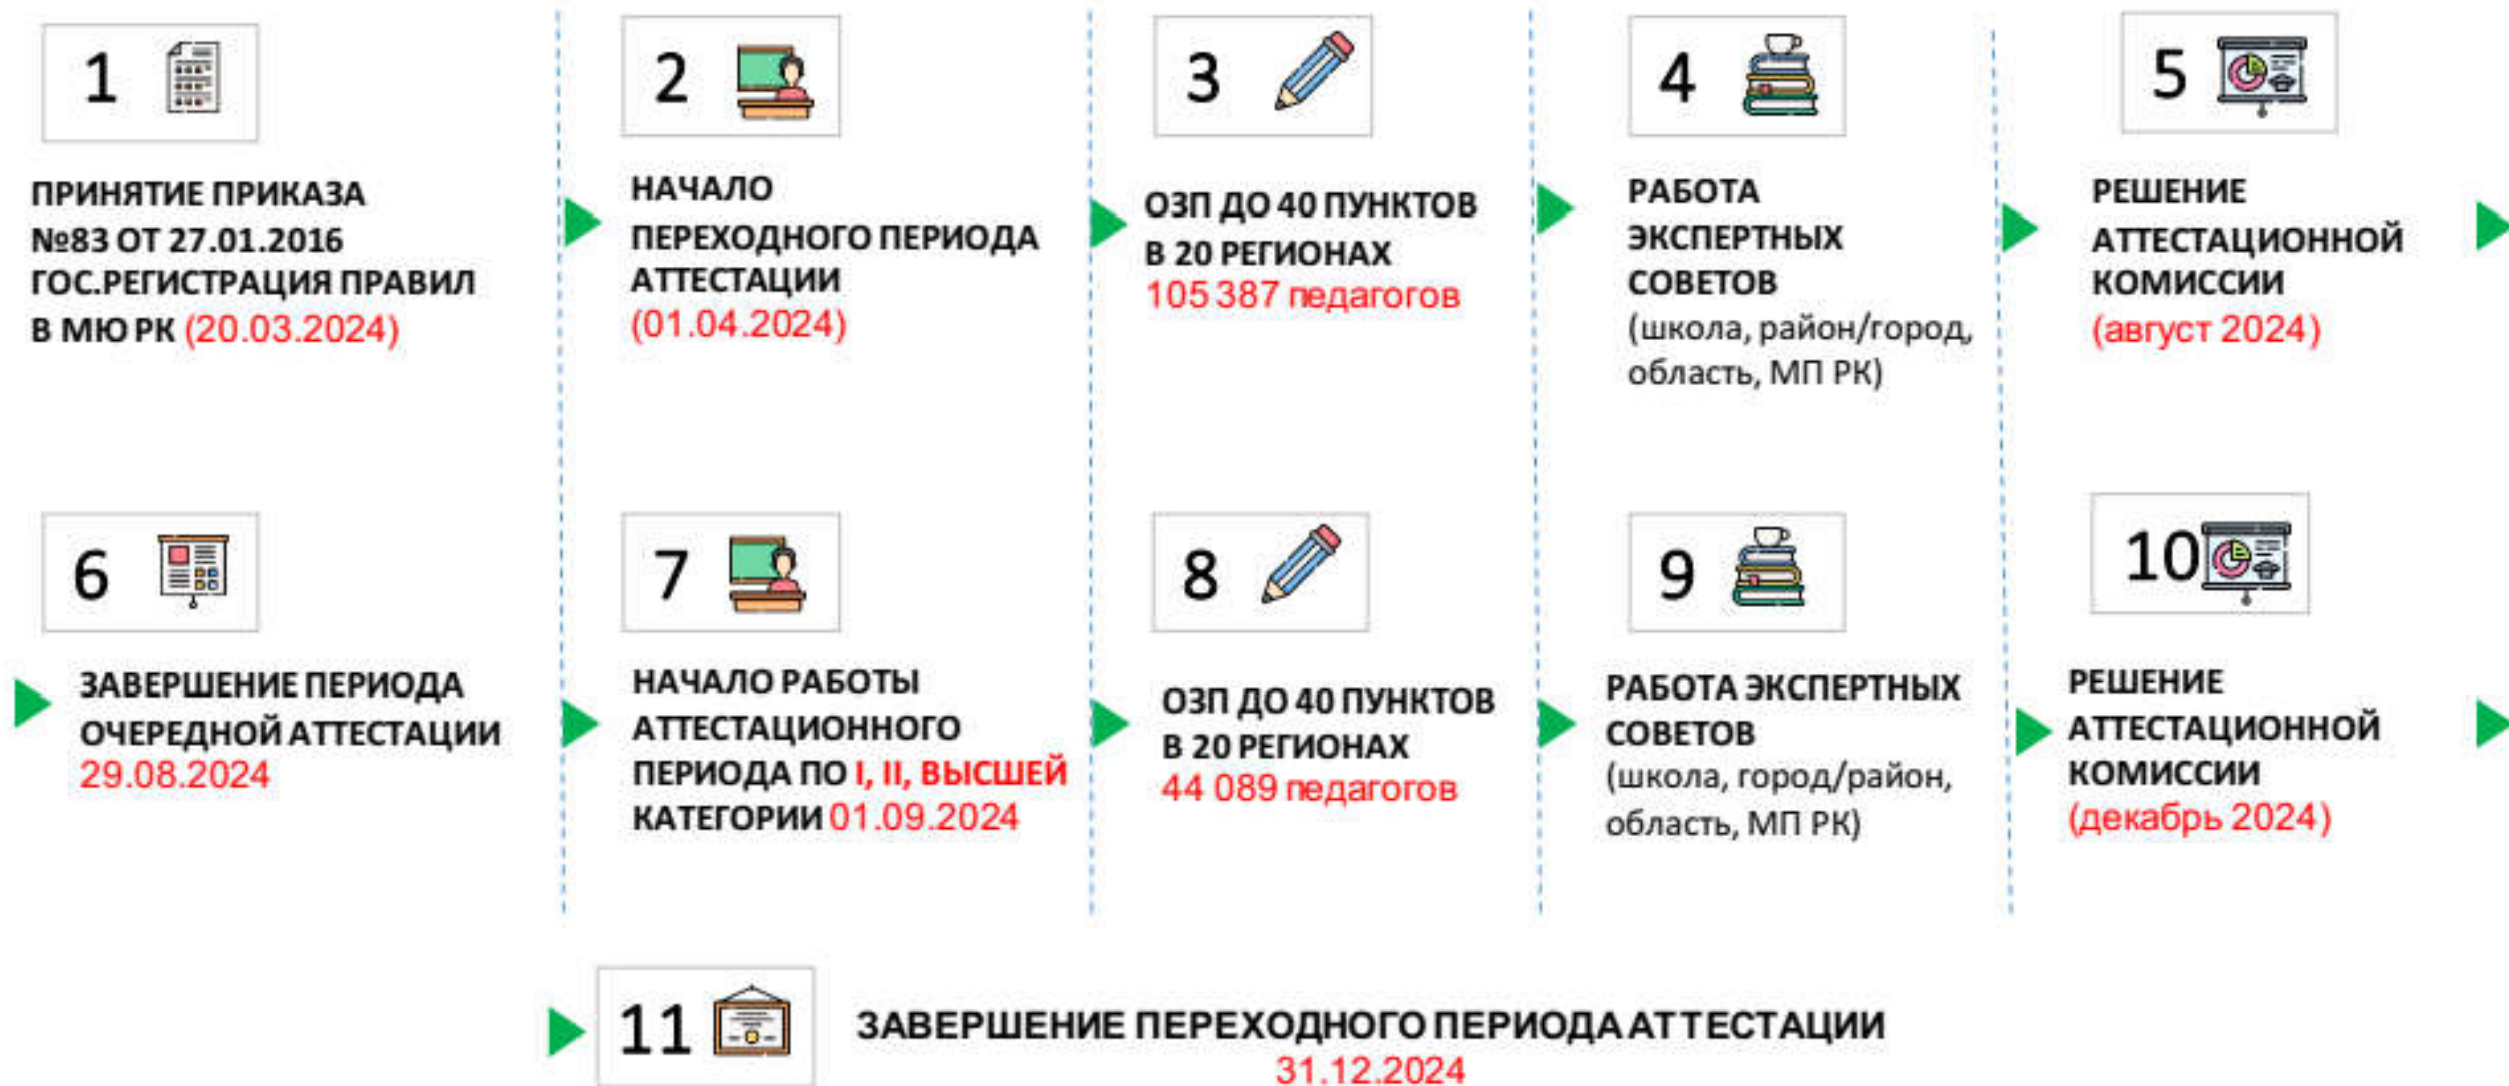 1
ПРИНЯТИЕ ПРИКАЗА
№83 ОТ 27.01.2016
ГОС.РЕГИСТРАЦИЯ ПРАВИЛ
В МЮ РК (20.03.2024)
2
НАЧАЛО
ПЕРЕХОДНОГО ПЕРИОДА
АТТЕСТАЦИИ
(01.04.2024)
3
ОЗП ДО 40 ПУНКТОВ
В 20 РЕГИОНАХ
105 387 педагогов
4
РАБОТА
ЭКСПЕРТНЫХ
СОВЕТОВ
(школа, район/город,
область, МП РК)
5
РЕШЕНИЕ
АТТЕСТАЦИОННОЙ
КОМИССИИ
(август 2024)
6
ЗАВЕРШЕНИЕ ПЕРИОДА
ОЧЕРЕДНОЙ АТТЕСТАЦИИ
29.08.2024
7
НАЧАЛО РАБОТЫ
АТТЕСТАЦИОННОГО
ПЕРИОДА ПО I, II, ВЫСШЕЙ
КАТЕГОРИИ 01.09.2024
8
ОЗП ДО 40 ПУНКТОВ
В 20 РЕГИОНАХ
44 089 педагогов
9
РАБОТА ЭКСПЕРТНЫХ
СОВЕТОВ
(школа, город/район,
область, МП РК)
10
РЕШЕНИЕ
АТТЕСТАЦИОННОЙ
КОМИССИИ
(декабрь 2024)
11
ЗАВЕРШЕНИЕ ПЕРЕХОДНОГО ПЕРИОДА АТТЕСТАЦИИ
31.12.2024